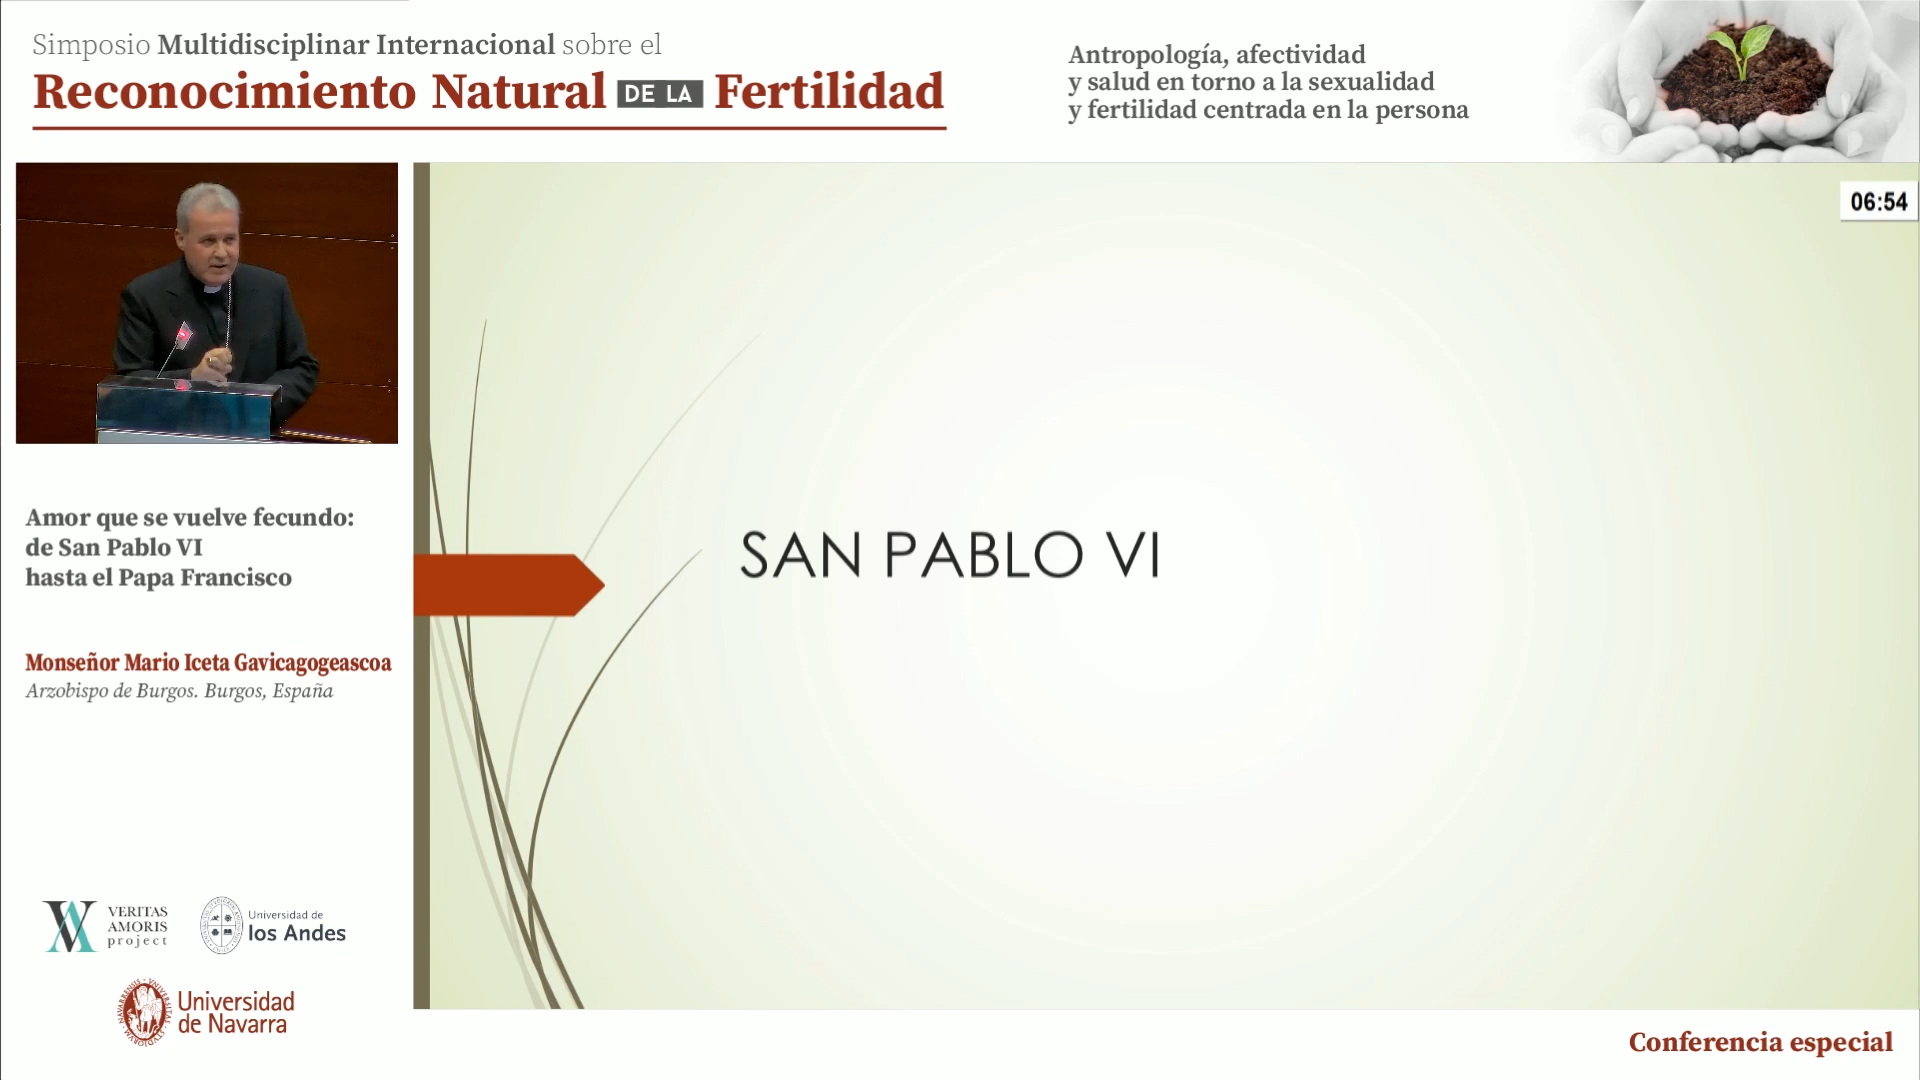 Simposio Multidisciplinar Internacional sobre el
Reconocimiento Natural DE LA Fertilidad
Antropología, afectividad
y salud en torno a la sexualidad
y fertilidad centrada en la persona
06:54
SAN PABLO VI
Amor que se vuelve fecundo:
de San Pablo VI
hasta el Papa Francisco
Monseñor Mario Iceta Gavicagogeascoa
Arzobispo de Burgos. Burgos, España
VERITAS
AMORIS
project
Universidad de
los Andes
Universidad
de Navarra
Conferencia especial